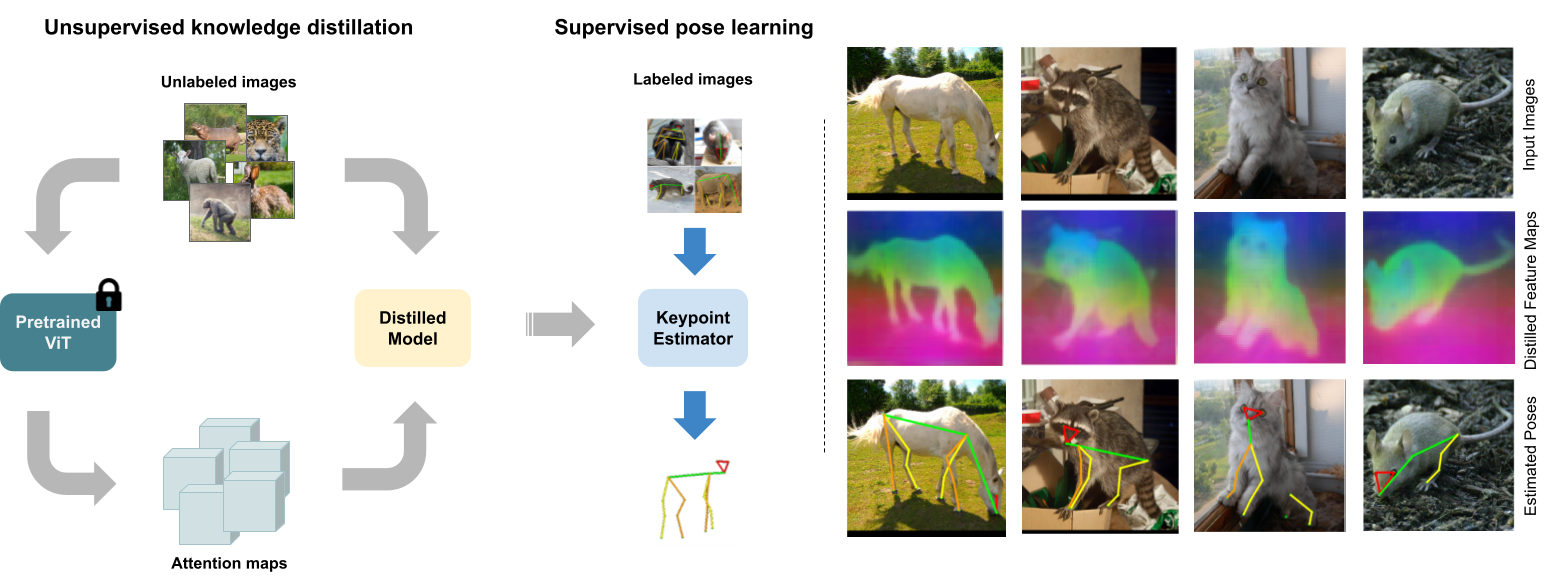 Unsupervised knowledge distillation
Supervised pose learning
Unlabeled images
Labeled images
Pretrained
ViT
Distilled
Model
Keypoint
Estimator
Attention maps
Input Images
Distilled Feature Maps
Estimated Poses